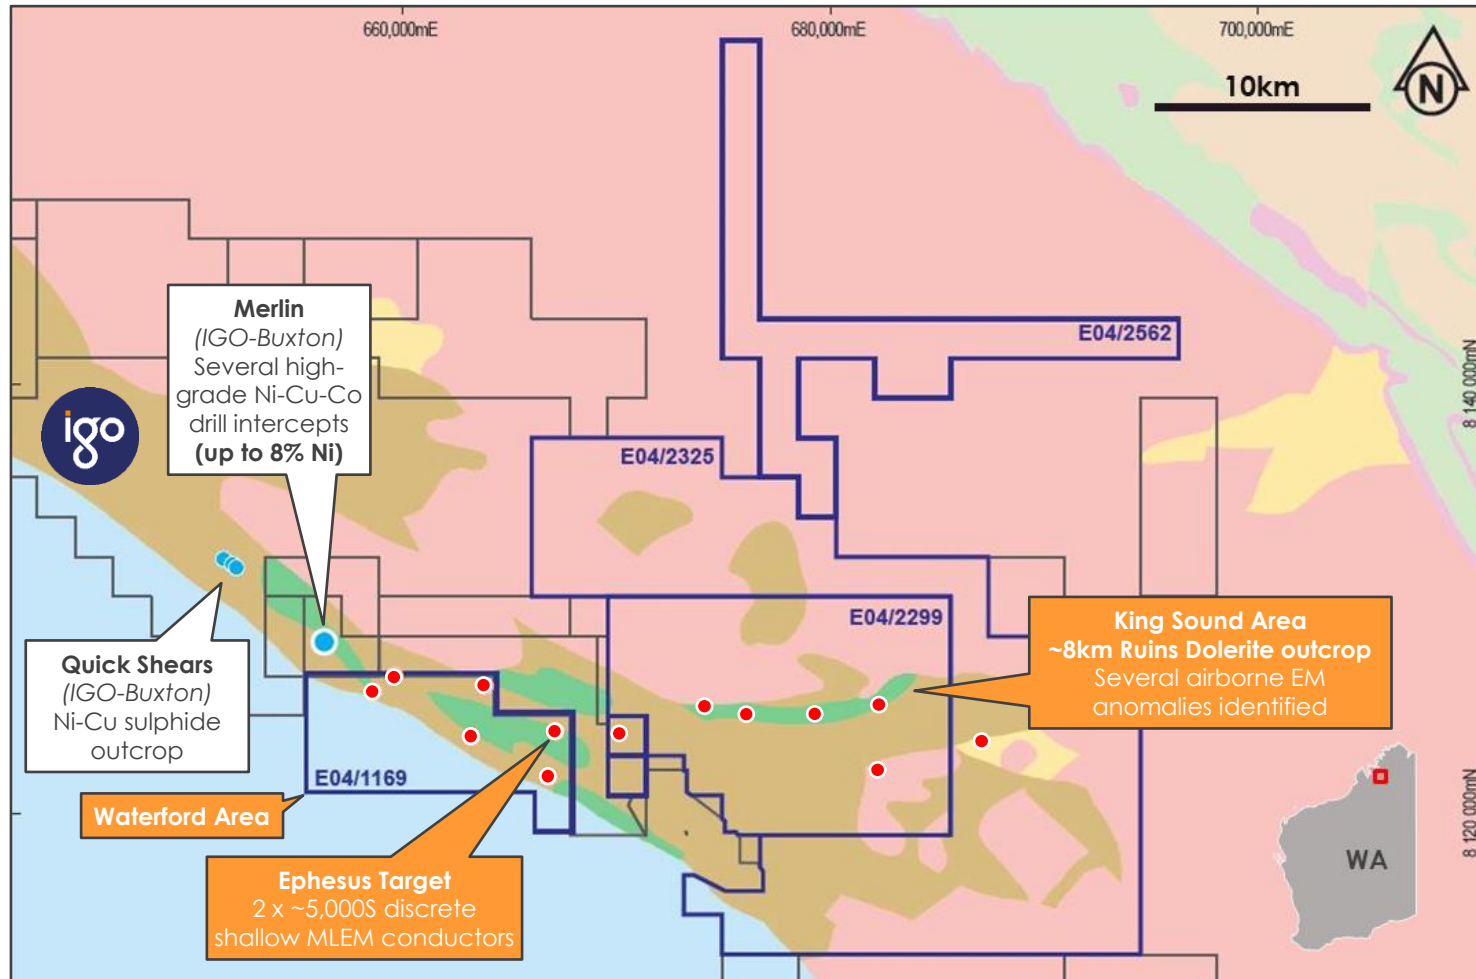 660,000mE
680,000mE
700,000mE
10km
N
E04/2562
8 140 000mN
Merlin
(IGO-Buxton)
Several high-
grade Ni-Cu-Co
drill intercepts
(up to 8% Ni)
igo
E04/2325
E04/2299
King Sound Area
~8km Ruins Dolerite outcrop
Several airborne EM
anomalies identified
Quick Shears
(IGO-Buxton)
Ni-Cu sulphide
outcrop
E04/1169
Waterford Area
Ephesus Target
2 x ~5,000S discrete
shallow MLEM conductors
8 120 000mN
WA